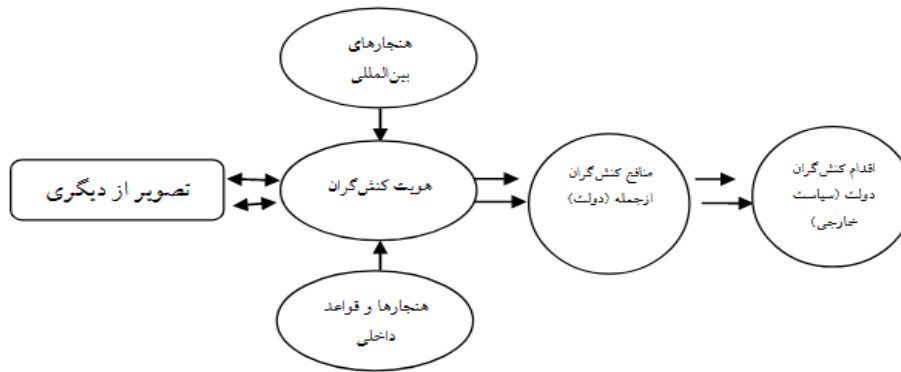 هنجارهای
بین‌المللی
تصویر از دیگری
هویت کنش‌گران
منافع کنش‌گران
ازجمله (دولت)
اقدام کنش‌گران
دولت (سیاست
خارجی)
هنجارها و قواعد
داخلی